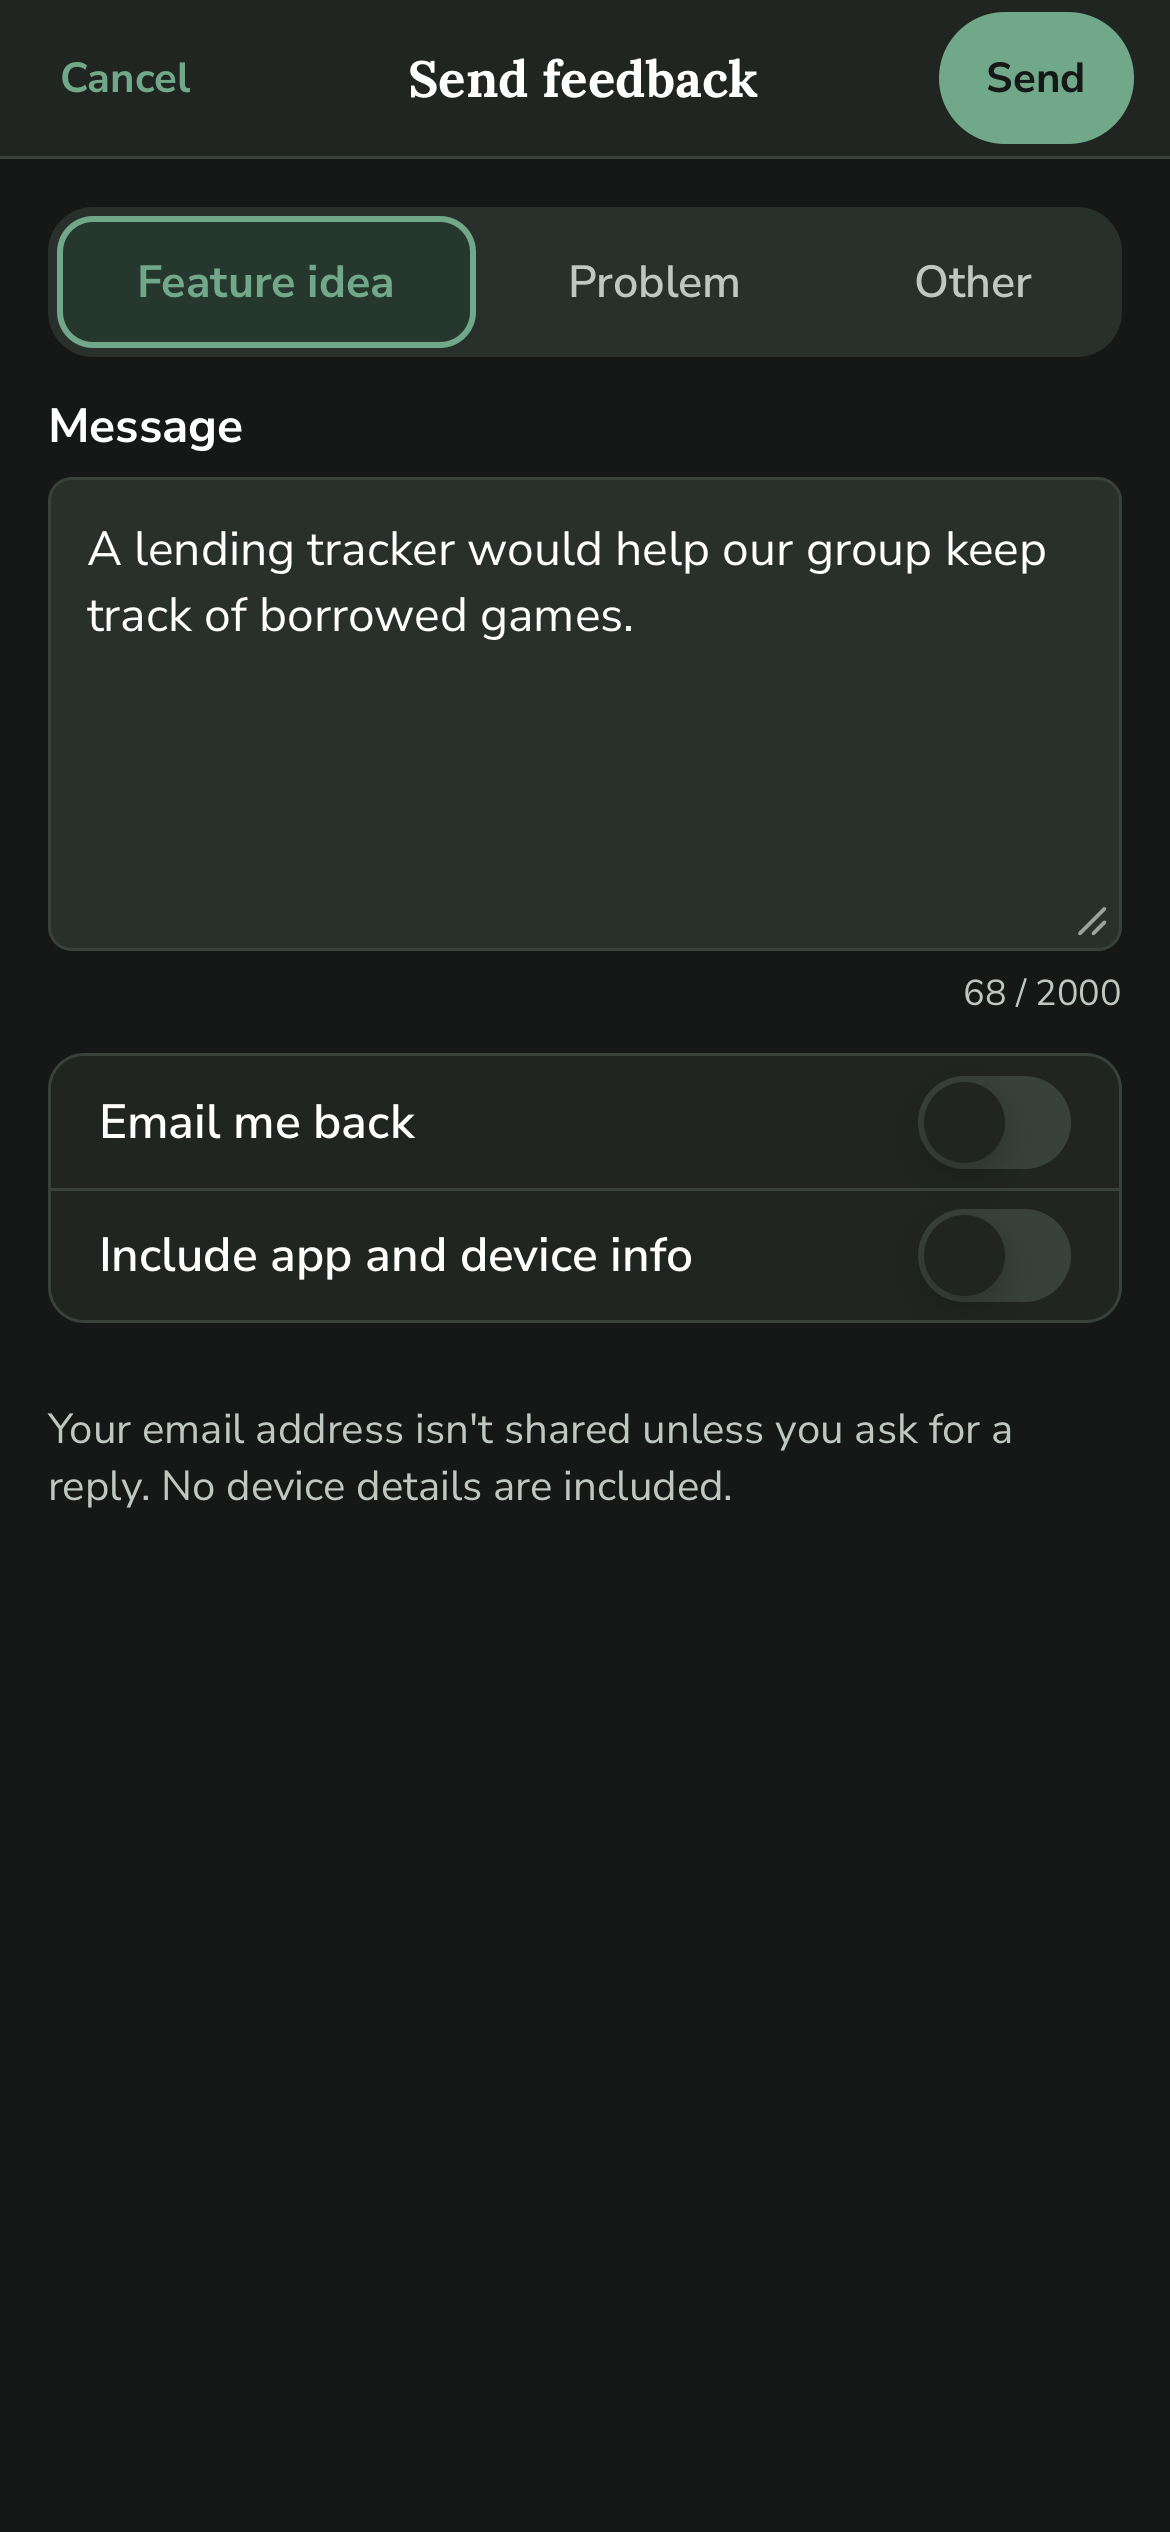 Cancel
Send feedback
Send
Feature idea
Problem
Other
Message
A lending tracker would help our group keep
track of borrowed games.
68 / 2000
Email me back
Include app and device info
Your email address isn't shared unless you ask for a
reply. No device details are included.